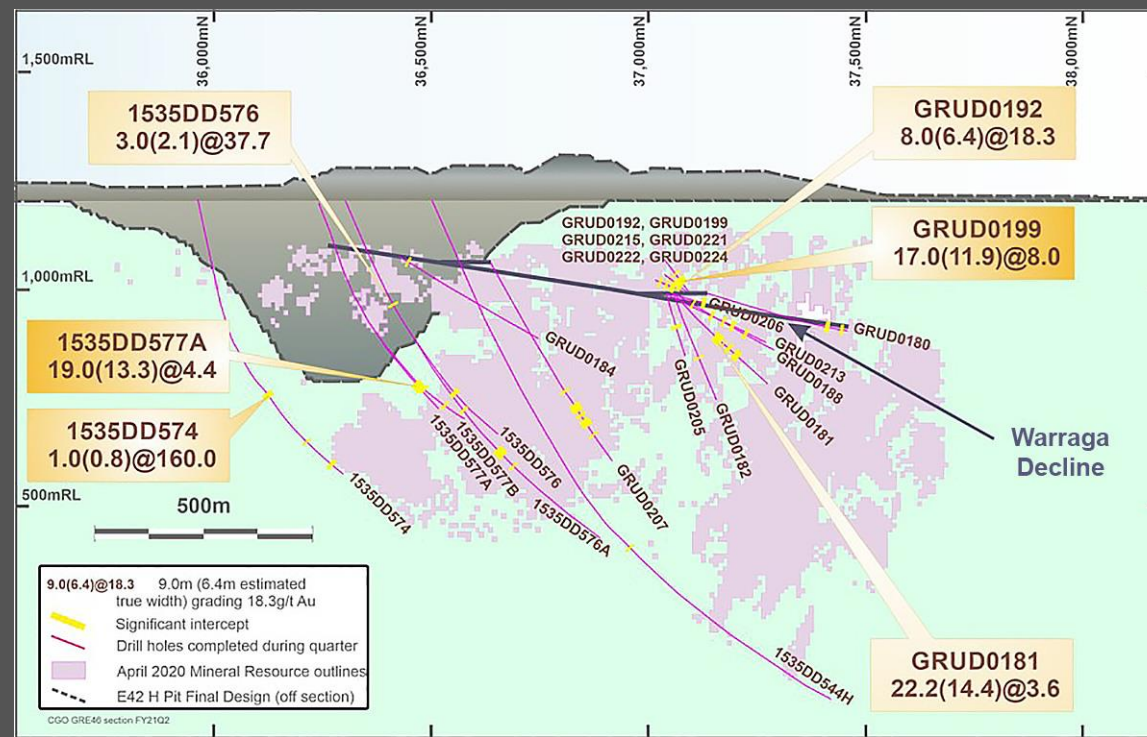 36,000mN
36,500mN
37,000mN
37,500mN
38,000mN
1,500mRL
1535DD576
3.0(2.1)@37.7
GRUD0192
8.0(6.4)@18.3
GRUD0192, GRUD0199
GRUD0215, GRUD0221
GRUD0222, GRUD0224
GRUD0199
17.0(11.9)@8.0
1,000mRL
GRUD0206
GRUD0180
GRUD0213
GRUD0188
GRUD0184
GRUD0181
GRUD0205
GRUD0182
1535DD577A
19.0(13.3)@4.4
1535DD574
1.0(0.8)@160.0
1535DD576
1535DD577B
1535DD577A
GRUD0207
Warraga
Decline
500mRL
500m
1535DD574
1535DD576A
9.0(6.4)@18.3 9.0m (6.4m estimated
true width) grading 18.3g/t Au
Significant intercept
Drill holes completed during quarter
April 2020 Mineral Resource outlines
E42 H Pit Final Design (off section)
1535DD544H
GRUD0181
22.2(14.4)@3.6
CGO GRE46 section FY21Q2